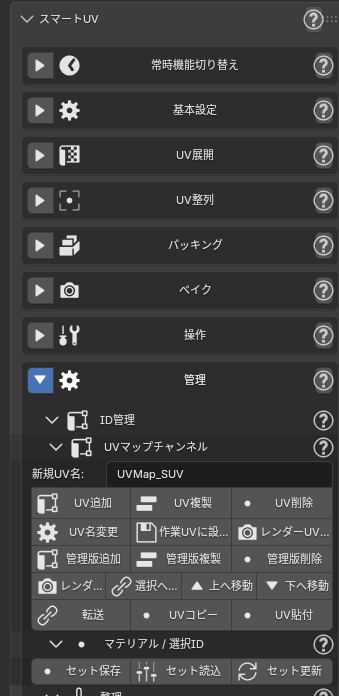 スマートUV
常時機能切り替え
基本設定
UV展開
UV整列
パッキング
ベイク
操作
管理
ID管理
UVマップチャンネル
新規UV名: UVMap_SUV
UV追加 UV複製 UV削除
UV名変更 作業UVに設... レンダーUV...
管理版追加 管理版複製 管理版削除
レンダ... 選択へ... 上へ移動 下へ移動
転送 UVコピー UV貼付
マテリアル / 選択ID
セット保存 セット読込 セット更新